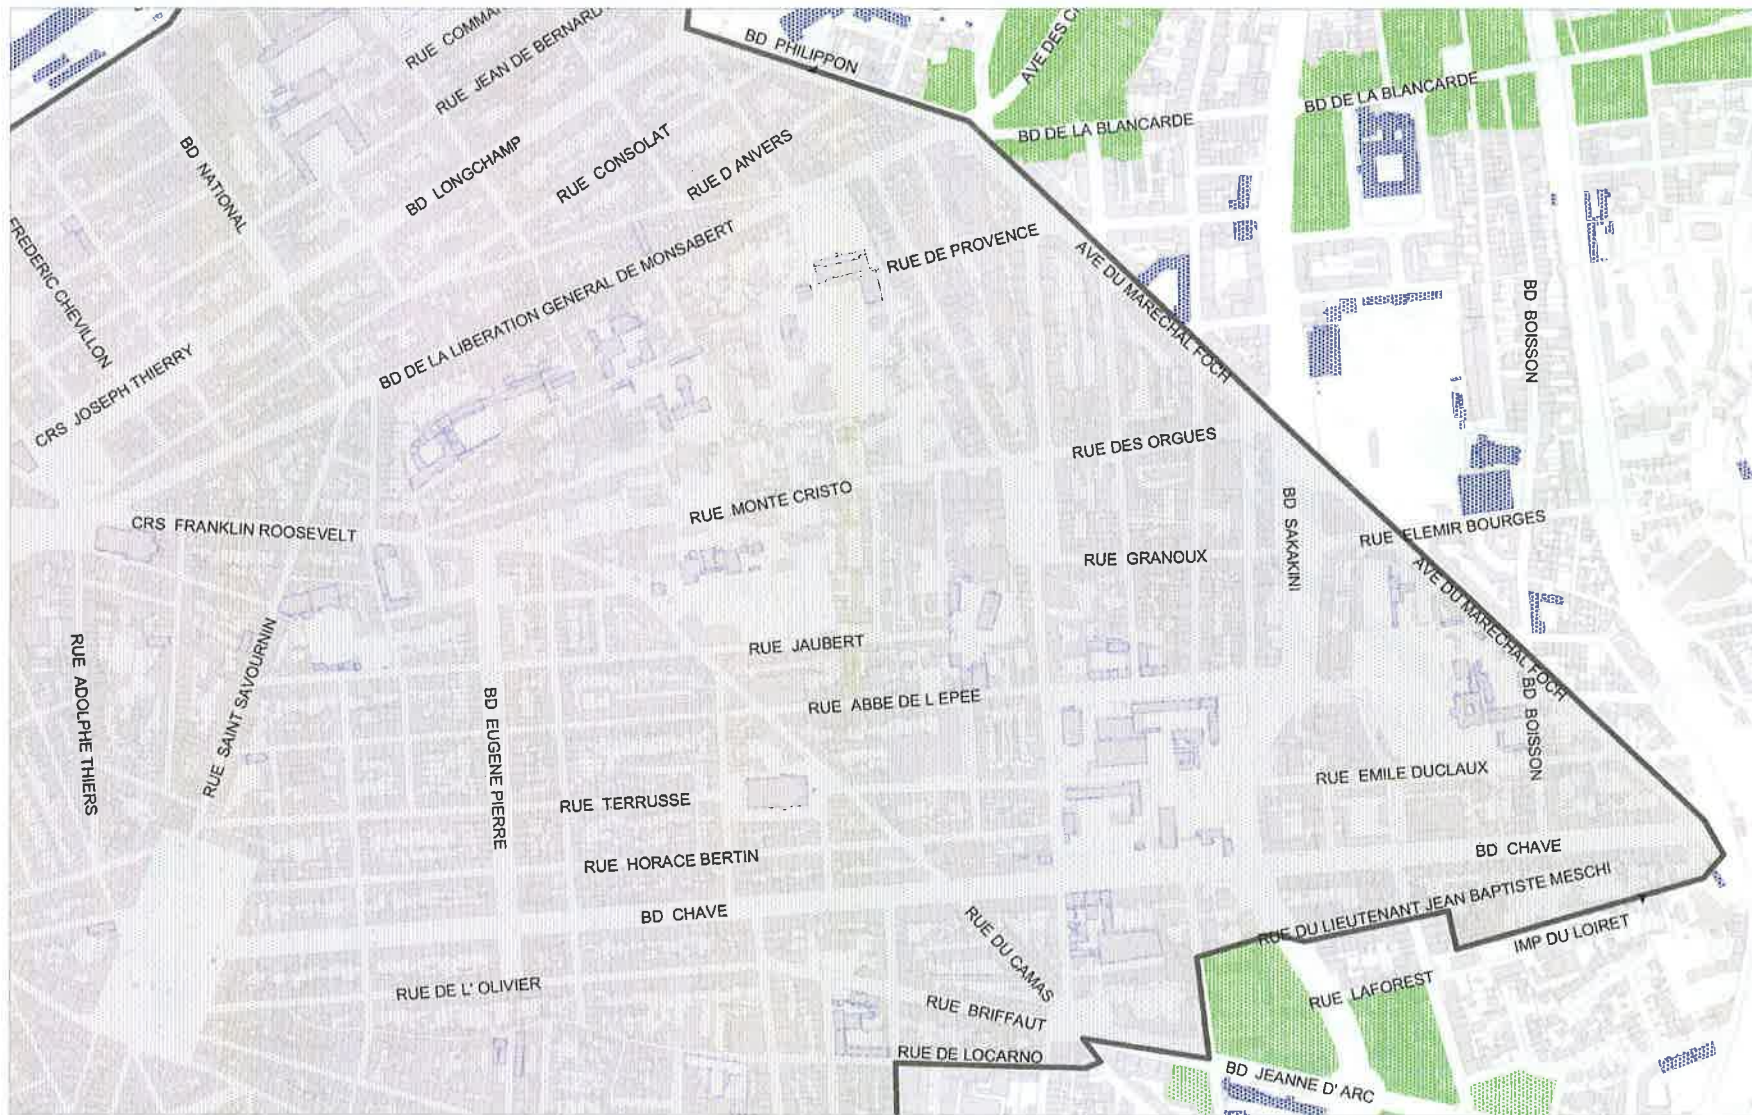 RUE JEAN DE BERNARD
BD PHILIPPON
AVE DES
BD DE LA BLANCARDE
BD DE LA BLANCARDE
BD NATIONAL
BD LONGCHAMP
RUE CONSOLAT
RUE D ANVERS
FREDERIC CHEVILLON
BD DE LA LIBERATION GENERAL DE MONSABERT
RUE DE PROVENCE
AVE DU MARECHAL FOCH
BD BOISSON
CRS JOSEPH THIERRY
RUE DES ORGUES
RUE MONTE CRISTO
CRS FRANKLIN ROOSEVELT
BD SAKAKINI
RUE ELEMIR BOURGES
RUE GRANOUX
AVE DU MARECHAL FOCH
RUE ADOLPHE THIERS
RUE SAINT SAVOURNIN
RUE JAUBERT
BD EUGENE PIERRE
RUE ABBE DE L EPEE
BD BOISSON
RUE EMILE DUCLAUX
RUE TERRUSSE
RUE HORACE BERTIN
BD CHAVE
BD CHAVE
RUE DU LIEUTENANT JEAN BAPTISTE MESCHI
IMP DU LOIRET
RUE DU CAMAS
RUE DE L' OLIVIER
RUE LAFOREST
RUE BRIFFAUT
RUE DE LOCARNO
BD JEANNE D' ARC